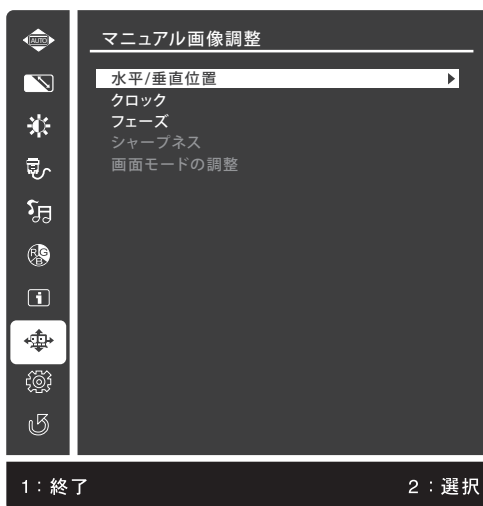 AUTO
マニュアル画像調整
水平/垂直位置
クロック
フェーズ
シャープネス
画面モードの調整
R G
B
i
1：終了
2：選択